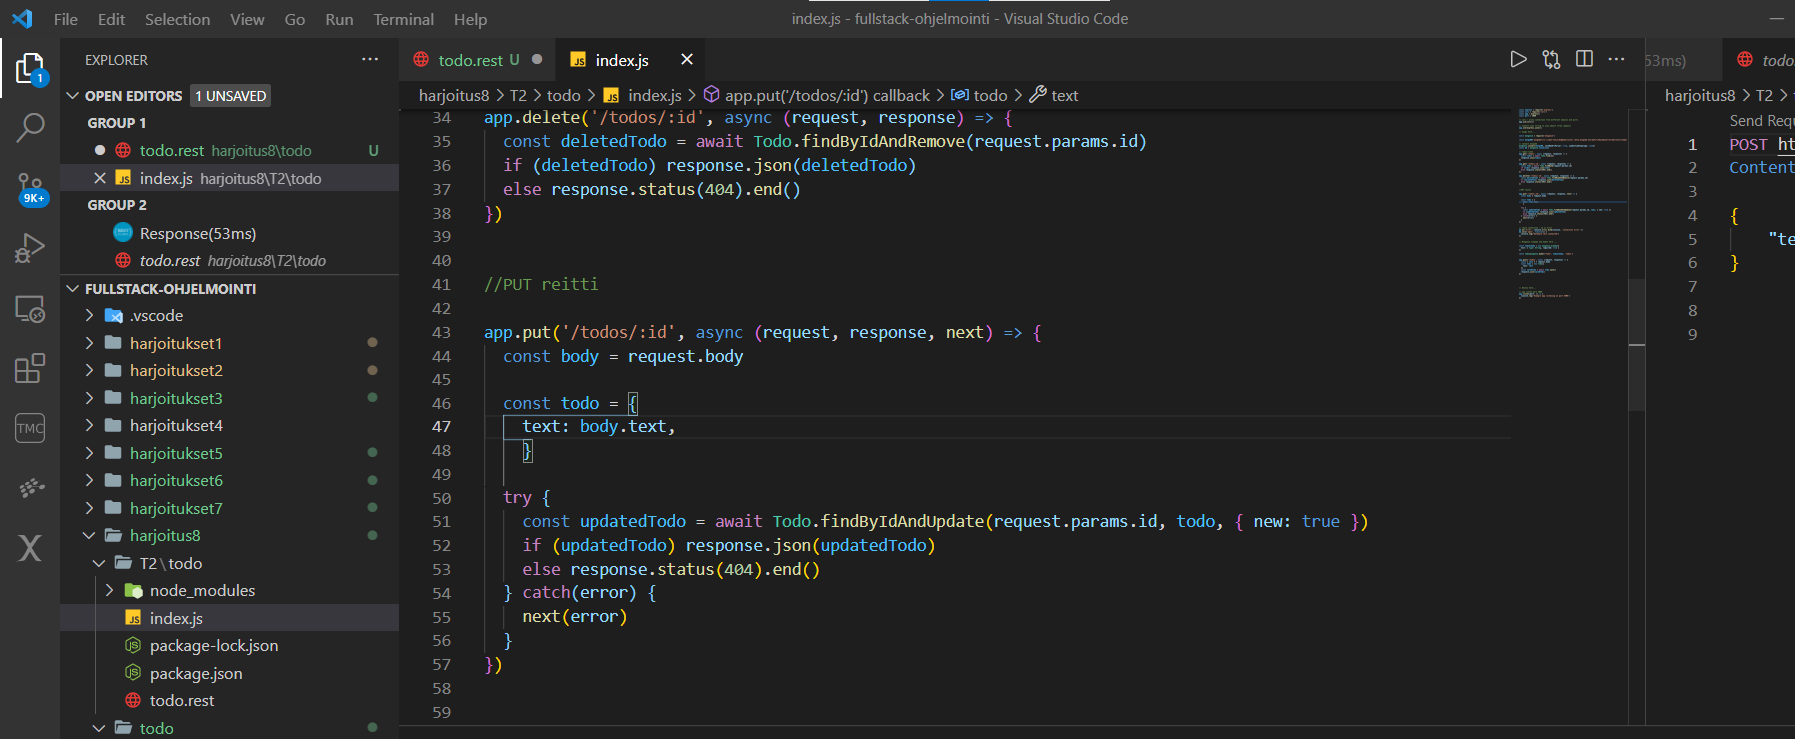 File Edit Selection View Go Run Terminal Help
index.js - fullstack-ohjelmointi - Visual Studio Code
1
9K+
TMC
EXPLORER
OPEN EDITORS 1 UNSAVED
GROUP 1
todo.rest harjoitus8\todo U
index.js harjoitus8\T2\todo
GROUP 2
Response(53ms)
todo.rest harjoitus8\T2\todo
FULLSTACK-OHJELMOINTI
.vscode
harjoitukset1
harjoitukset2
harjoitukset3
harjoitukset4
harjoitukset5
harjoitukset6
harjoitukset7
harjoitus8
T2\todo
node_modules
JS index.js
package-lock.json
package.json
todo.rest
todo
todo.rest U
JS index.js
harjoitus8 > T2 > todo > JS index.js > app.put('/todos/:id') callback > todo > text
34 app.delete('/todos/:id', async (request, response) => {
35 const deletedTodo = await Todo.findByIdAndRemove(request.params.id)
36 if (deletedTodo) response.json(deletedTodo)
37 else response.status(404).end()
38 })
39
40
41 //PUT reitti
42
43 app.put('/todos/:id', async (request, response, next) => {
44 const body = request.body
45
46 const todo = {
47 text: body.text,
48 }
49
50 try {
51 const updatedTodo = await Todo.findByIdAndUpdate(request.params.id, todo, { new: true })
52 if (updatedTodo) response.json(updatedTodo)
53 else response.status(404).end()
54 } catch(error) {
55 next(error)
56 }
57 })
58
59
53ms)
todo
harjoitus8 > T2 >
Send Requ
1 POST ht
2 Content
3
4 {
5 "te
6 }
7
8
9